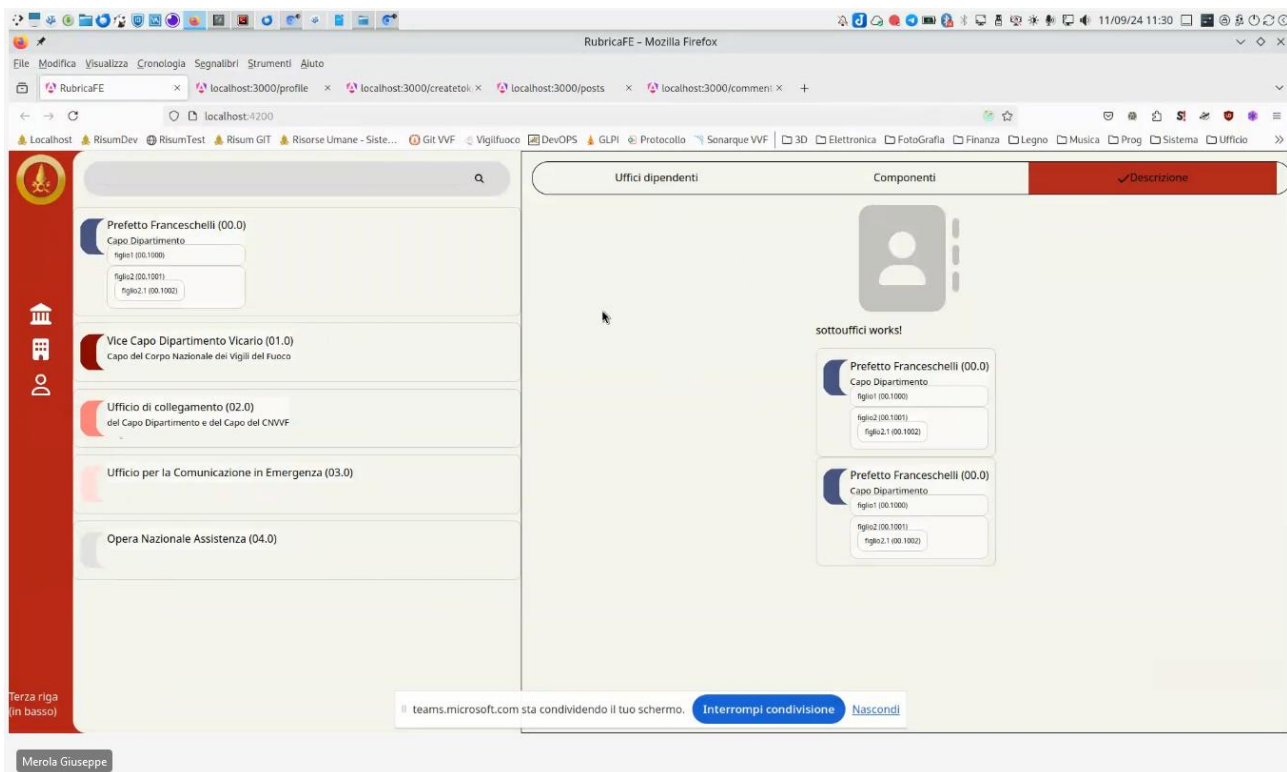 11/09/24 11:30
RubricaFE – Mozilla Firefox
File Modifica Visualizza Cronologia Segnalibri Strumenti Aiuto
RubricaFE × localhost:3000/profile × localhost:3000/createtok × localhost:3000/posts × localhost:3000/comment × +
localhost:4200
Localhost RisumDev RisumTest Risum GIT Risorse Umane - Siste... Git VVF Vigilfuoco DevOPS GLPI Protocollo Sonarque VVF 3D Elettronica FotoGrafia Finanza Legno Musica Prog Sistema Ufficio
Prefetto Franceschelli (00.0)
Capo Dipartimento
figlio1 (00.1000)
figlio2 (00.1001)
figlio2.1 (00.1002)
Vice Capo Dipartimento Vicario (01.0)
Capo del Corpo Nazionale dei Vigili del Fuoco
Ufficio di collegamento (02.0)
del Capo Dipartimento e del Capo del CNVVF
Ufficio per la Comunicazione in Emergenza (03.0)
Opera Nazionale Assistenza (04.0)
Terza riga
(in basso)
Uffici dipendenti Componenti Descrizione
sottouffici works!
Prefetto Franceschelli (00.0)
Capo Dipartimento
figlio1 (00.1000)
figlio2 (00.1001)
figlio2.1 (00.1002)
Prefetto Franceschelli (00.0)
Capo Dipartimento
figlio1 (00.1000)
figlio2 (00.1001)
figlio2.1 (00.1002)
teams.microsoft.com sta condividendo il tuo schermo. Interrompi condivisione Nascondi
Merola Giuseppe